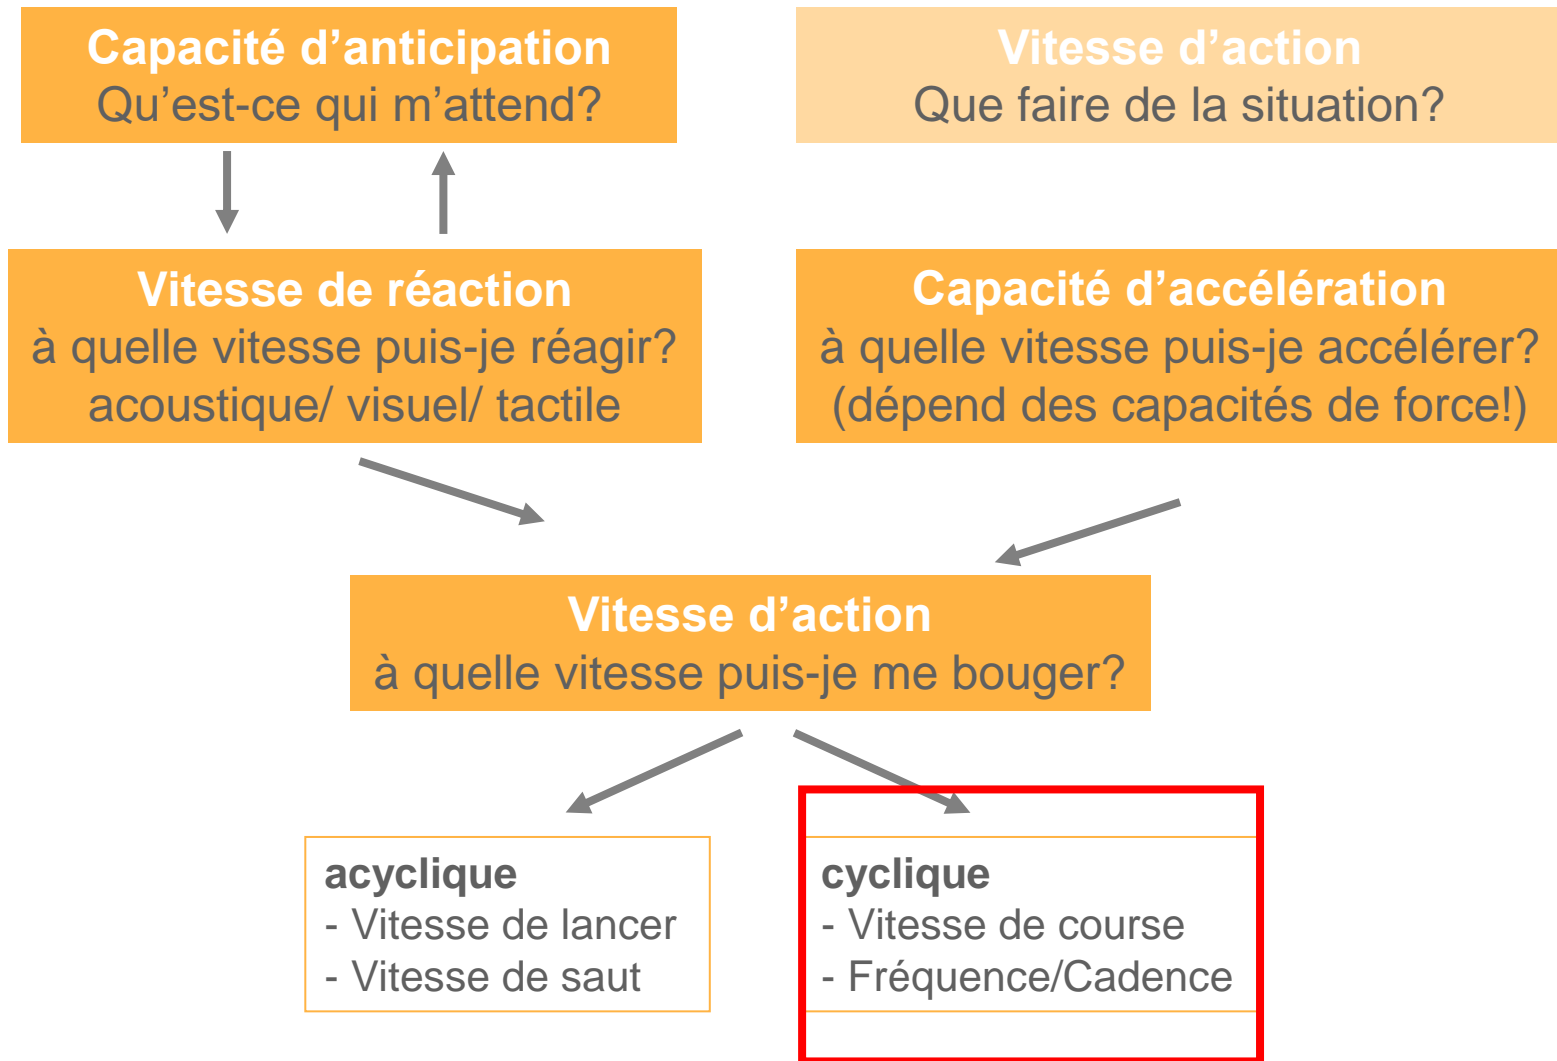 Capacité d’anticipation
Qu’est-ce qui m’attend?
Vitesse d’action
Que faire de la situation?
Vitesse de réaction
à quelle vitesse puis-je réagir?
acoustique/ visuel/ tactile
Capacité d’accélération
à quelle vitesse puis-je accélérer?
(dépend des capacités de force!)
Vitesse d’action
à quelle vitesse puis-je me bouger?
acyclique
- Vitesse de lancer
- Vitesse de saut
cyclique
- Vitesse de course
- Fréquence/Cadence